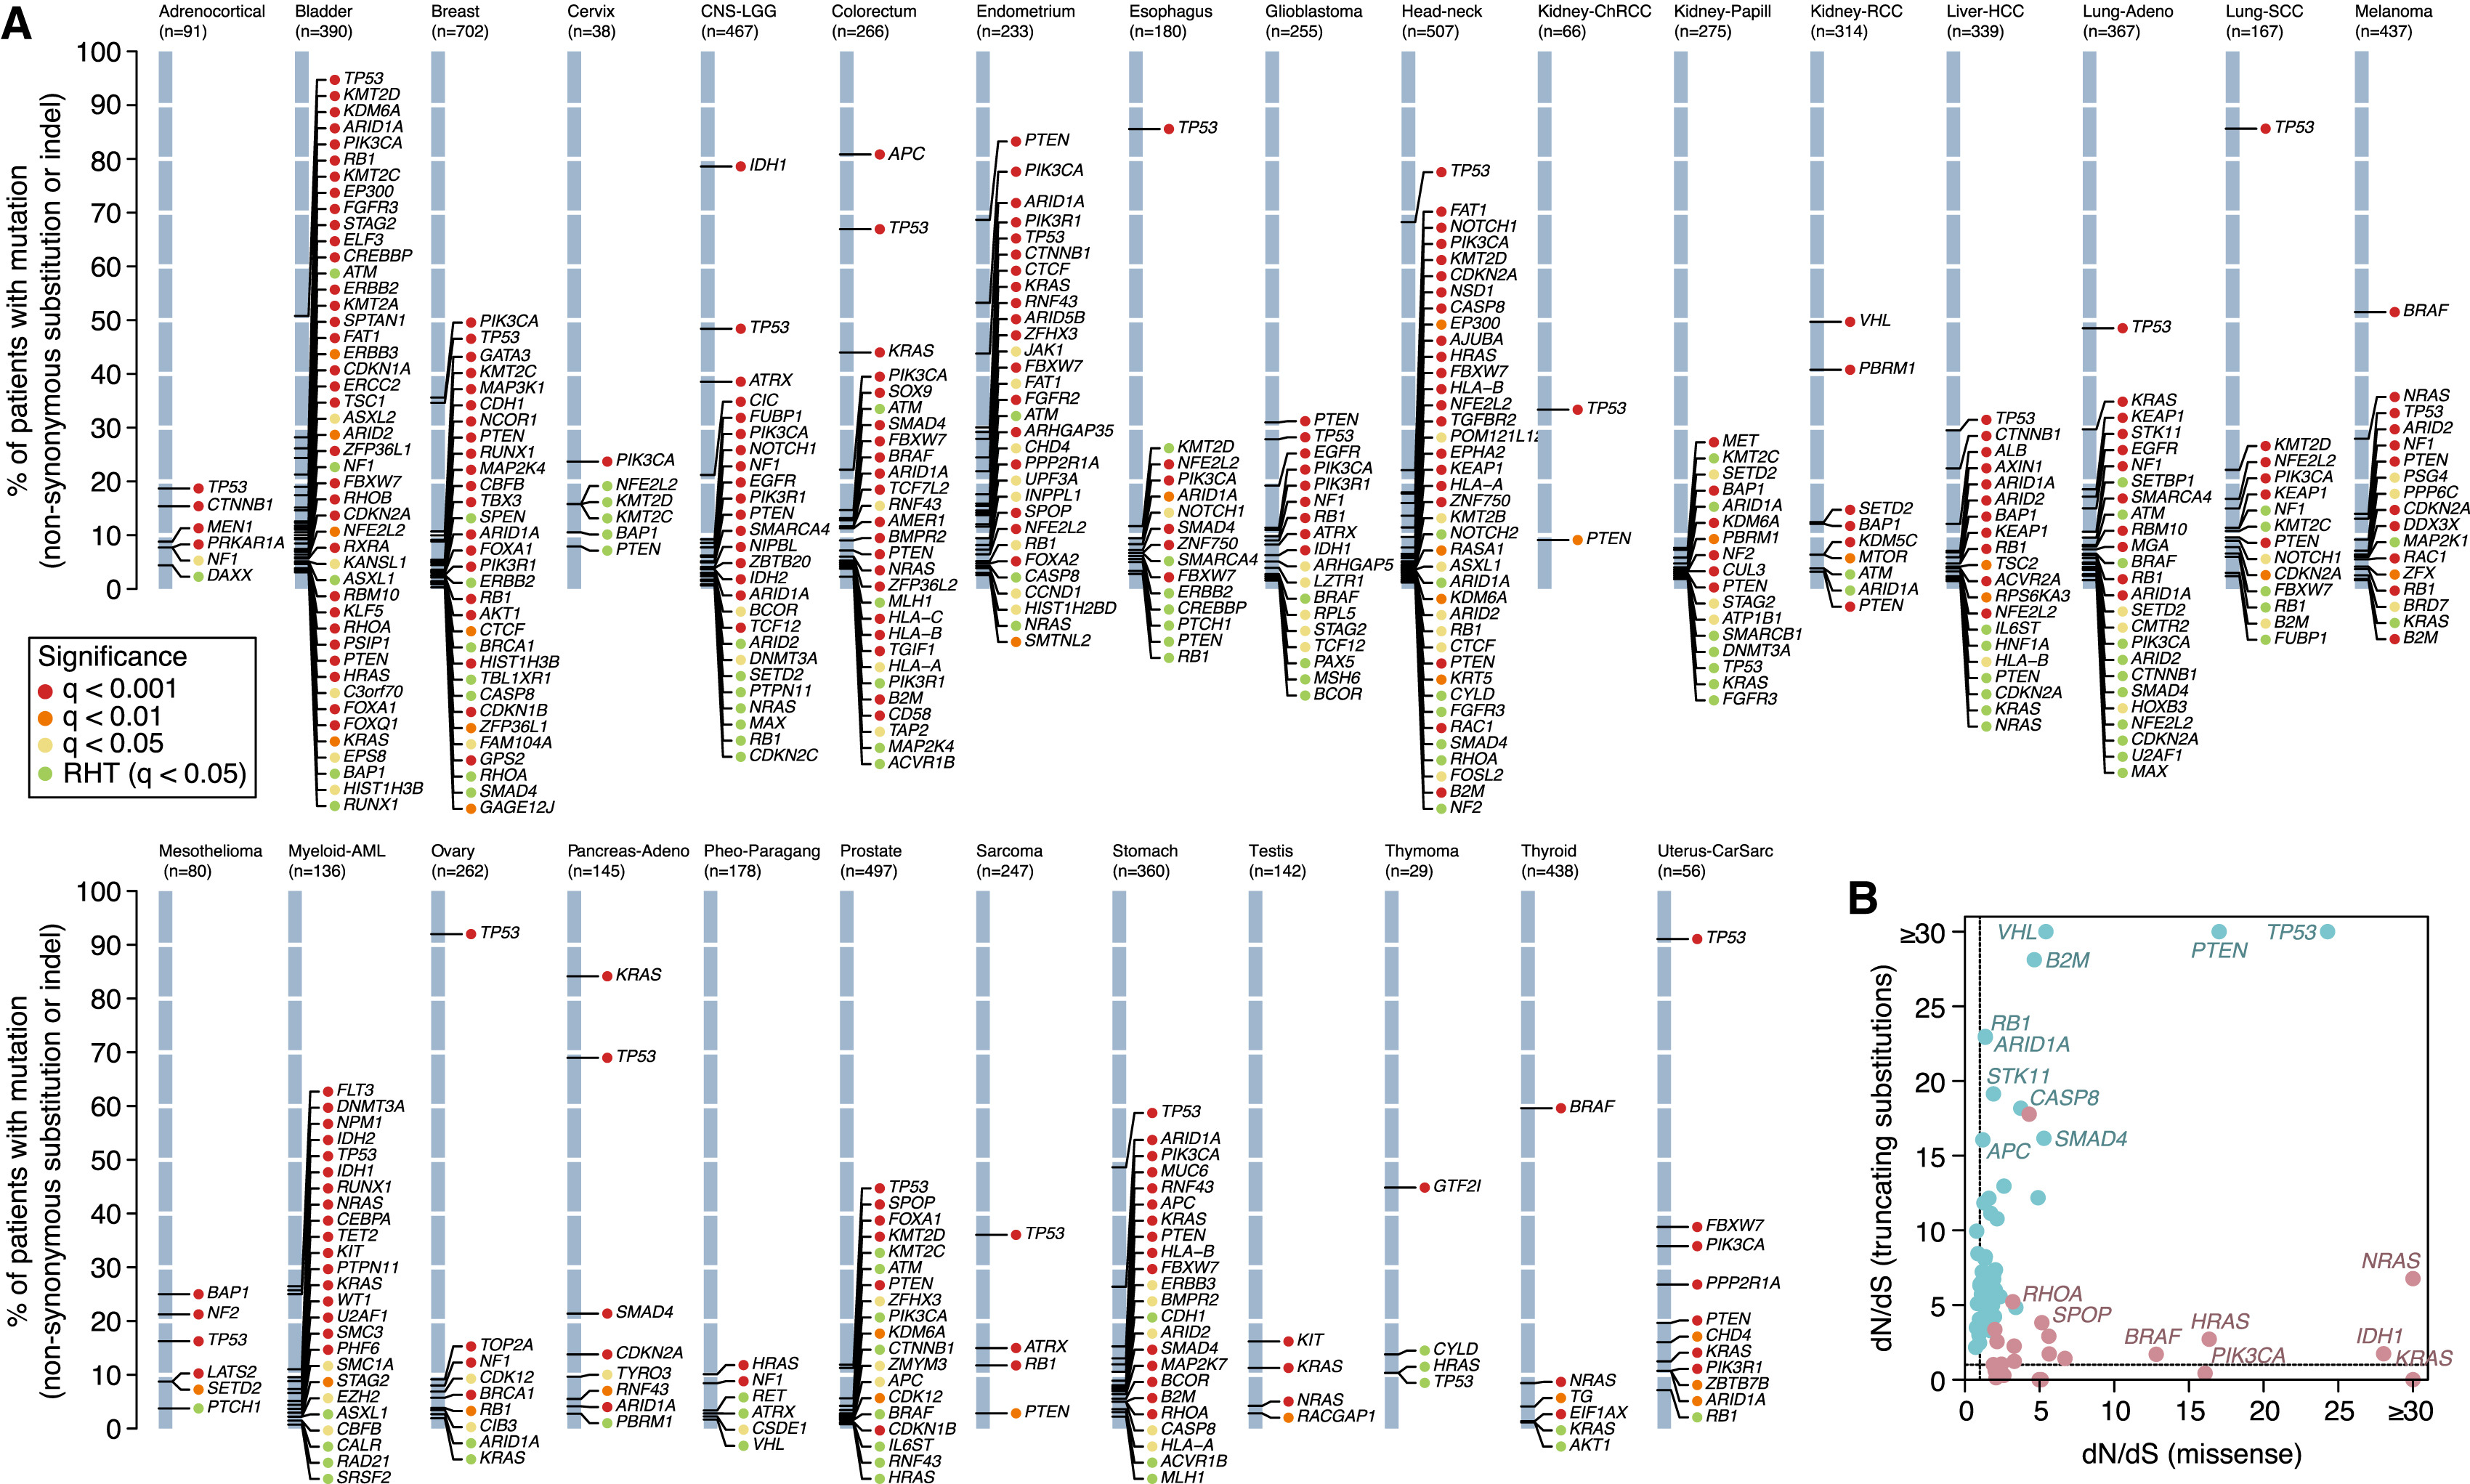 A
% of patients with mutation
(non-synonymous substitution or indel)
100
90
80
70
60
50
40
30
20
10
0
Adrenocortical
(n=91)
TP53
CTNNB1
MEN1
PRKAR1A
NF1
DAXX
Bladder
(n=390)
TP53
KMT2D
KDM6A
ARID1A
PIK3CA
RB1
KMT2C
EP300
FGFR3
STAG2
ELF3
CREBBP
ATM
ERBB2
KMT2A
SPTAN1
FAT1
ERBB3
CDKN1A
ERCC2
TSC1
ASXL2
ARID2
ZFP36L1
NF1
FBXW7
RHOB
CDKN2A
NFE2L2
RXRA
KANSL1
ASXL1
RBM10
KLF5
RHOA
PSIP1
PTEN
HRAS
C3orf70
FOXA1
FOXQ1
KRAS
EPS8
BAP1
HIST1H3B
RUNX1
Breast
(n=702)
PIK3CA
TP53
GATA3
KMT2C
MAP3K1
CDH1
NCOR1
PTEN
RUNX1
MAP2K4
CBFB
TBX3
SPEN
ARID1A
FOXA1
PIK3R1
ERBB2
RB1
AKT1
CTCF
BRCA1
HIST1H3B
TBL1XR1
CASP8
CDKN1B
ZFP36L1
FAM104A
GPS2
RHOA
SMAD4
GAGE12J
Cervix
(n=38)
PIK3CA
NFE2L2
KMT2D
KMT2C
BAP1
PTEN
CNS-LGG
(n=467)
IDH1
TP53
ATRX
CIC
FUBP1
PIK3CA
NOTCH1
NF1
EGFR
PIK3R1
PTEN
SMARCA4
NIPBL
ZBTB20
IDH2
ARID1A
BCOR
TCF12
ARID2
DNMT3A
SETD2
PTPN11
NRAS
MAX
RB1
CDKN2C
Colorectum
(n=266)
APC
TP53
KRAS
PIK3CA
SOX9
ATM
SMAD4
FBXW7
BRAF
ARID1A
TCF7L2
RNF43
AMER1
BMPR2
PTEN
NRAS
ZFP36L2
MLH1
HLA-C
HLA-B
TGIF1
HLA-A
PIK3R1
B2M
CD58
TAP2
MAP2K4
ACVR1B
Endometrium
(n=233)
PTEN
PIK3CA
ARID1A
PIK3R1
TP53
CTNNB1
CTCF
KRAS
RNF43
ARID5B
ZFHX3
JAK1
FBXW7
FAT1
FGFR2
ATM
ARHGAP35
CHD4
PPP2R1A
UPF3A
INPPL1
SPOP
NFE2L2
RB1
FOXA2
CASP8
CCND1
HIST1H2BD
NRAS
SMTNL2
Esophagus
(n=180)
TP53
KMT2D
NFE2L2
PIK3CA
ARID1A
NOTCH1
SMAD4
ZNF750
SMARCA4
FBXW7
ERBB2
CREBBP
PTCH1
PTEN
RB1
Glioblastoma
(n=255)
PTEN
TP53
EGFR
PIK3CA
PIK3R1
NF1
RB1
ATRX
IDH1
ARHGAP5
LZTR1
BRAF
RPL5
STAG2
TCF12
PAX5
MSH6
BCOR
Head-neck
(n=507)
TP53
FAT1
NOTCH1
PIK3CA
KMT2D
CDKN2A
NSD1
CASP8
EP300
AJUBA
HRAS
FBXW7
HLA-B
NFE2L2
TGFBR2
POM121L12
EPHA2
KEAP1
HLA-A
ZNF750
KMT2B
NOTCH2
RASA1
ASXL1
ARID1A
KDM6A
ARID2
RB1
CTCF
PTEN
KRT5
CYLD
FGFR3
RAC1
SMAD4
RHOA
FOSL2
B2M
NF2
Kidney-ChRCC
(n=66)
TP53
PTEN
Kidney-Papill
(n=275)
MET
KMT2C
SETD2
BAP1
ARID1A
KDM6A
PBRM1
NF2
CUL3
PTEN
STAG2
ATP1B1
SMARCB1
DNMT3A
TP53
KRAS
FGFR3
Kidney-RCC
(n=314)
VHL
PBRM1
SETD2
BAP1
KDM5C
MTOR
ATM
ARID1A
PTEN
Liver-HCC
(n=339)
TP53
CTNNB1
ALB
AXIN1
ARID1A
ARID2
BAP1
KEAP1
RB1
TSC2
ACVR2A
RPS6KA3
NFE2L2
IL6ST
HNF1A
HLA-B
PTEN
CDKN2A
KRAS
NRAS
Lung-Adeno
(n=367)
TP53
KRAS
KEAP1
STK11
EGFR
NF1
SETBP1
SMARCA4
ATM
RBM10
MGA
BRAF
RB1
ARID1A
SETD2
CMTR2
PIK3CA
ARID2
CTNNB1
SMAD4
HOXB3
NFE2L2
CDKN2A
U2AF1
MAX
Lung-SCC
(n=167)
TP53
KMT2D
NFE2L2
PIK3CA
KEAP1
NF1
KMT2C
PTEN
NOTCH1
CDKN2A
FBXW7
RB1
B2M
FUBP1
Melanoma
(n=437)
BRAF
NRAS
TP53
ARID2
NF1
PTEN
PSG4
PPP6C
CDKN2A
DDX3X
MAP2K1
RAC1
ZFX
RB1
BRD7
KRAS
B2M
Significance
q < 0.001
q < 0.01
q < 0.05
RHT (q < 0.05)
% of patients with mutation
(non-synonymous substitution or indel)
100
90
80
70
60
50
40
30
20
10
0
Mesothelioma
(n=80)
BAP1
NF2
TP53
LATS2
SETD2
PTCH1
Myeloid-AML
(n=136)
FLT3
DNMT3A
NPM1
IDH2
TP53
IDH1
RUNX1
NRAS
CEBPA
TET2
KIT
PTPN11
KRAS
WT1
U2AF1
SMC3
PHF6
SMC1A
STAG2
EZH2
ASXL1
CBFB
CALR
RAD21
SRSF2
Ovary
(n=262)
TP53
TOP2A
NF1
CDK12
BRCA1
RB1
CIB3
ARID1A
KRAS
Pancreas-Adeno
(n=145)
KRAS
TP53
SMAD4
CDKN2A
TYRO3
RNF43
ARID1A
PBRM1
Pheo-Paragang
(n=178)
HRAS
NF1
RET
ATRX
CSDE1
VHL
Prostate
(n=497)
TP53
SPOP
FOXA1
KMT2D
KMT2C
ATM
PTEN
ZFHX3
PIK3CA
KDM6A
CTNNB1
ZMYM3
APC
CDK12
BRAF
CDKN1B
IL6ST
RNF43
HRAS
Sarcoma
(n=247)
TP53
ATRX
RB1
PTEN
Stomach
(n=360)
TP53
ARID1A
PIK3CA
MUC6
RNF43
APC
KRAS
PTEN
HLA-B
FBXW7
ERBB3
BMPR2
CDH1
ARID2
SMAD4
MAP2K7
BCOR
B2M
RHOA
CASP8
HLA-A
ACVR1B
MLH1
Testis
(n=142)
KIT
KRAS
NRAS
RACGAP1
Thymoma
(n=29)
GTF2I
CYLD
HRAS
TP53
Thyroid
(n=438)
BRAF
NRAS
TG
EIF1AX
KRAS
AKT1
Uterus-CarSarc
(n=56)
TP53
FBXW7
PIK3CA
PPP2R1A
PTEN
CHD4
KRAS
PIK3R1
ZBTB7B
ARID1A
RB1
B
dN/dS (truncating substitutions)
≥30
25
20
15
10
5
0
VHL
PTEN
TP53
B2M
RB1
ARID1A
STK11
CASP8
APC
SMAD4
NRAS
RHOA
SPOP
BRAF
HRAS
PIK3CA
IDH1
KRAS
0
5
10
15
20
25
≥30
dN/dS (missense)